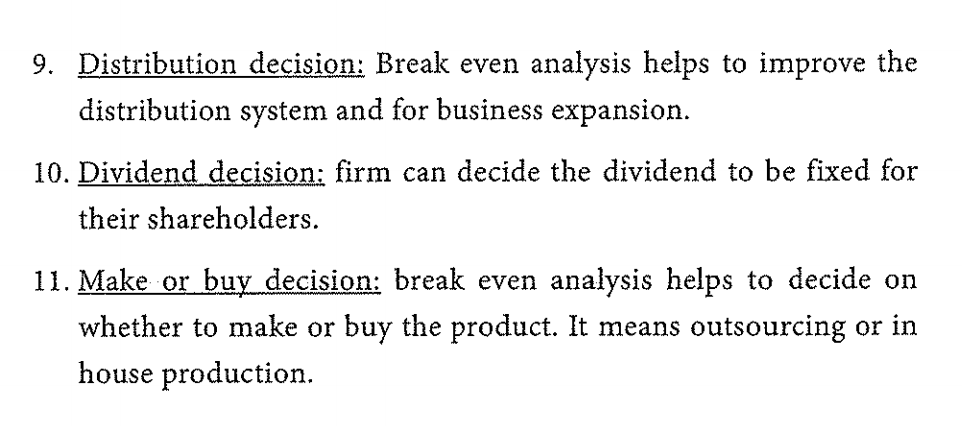 9. Distribution decision: Break even analysis helps to improve the
distribution system and for business expansion.
10. Dividend decision: firm can decide the dividend to be fixed for
their shareholders.
11. Make or buy decision: break even analysis helps to decide on
whether to make or buy the product. It means outsourcing or in
house production.